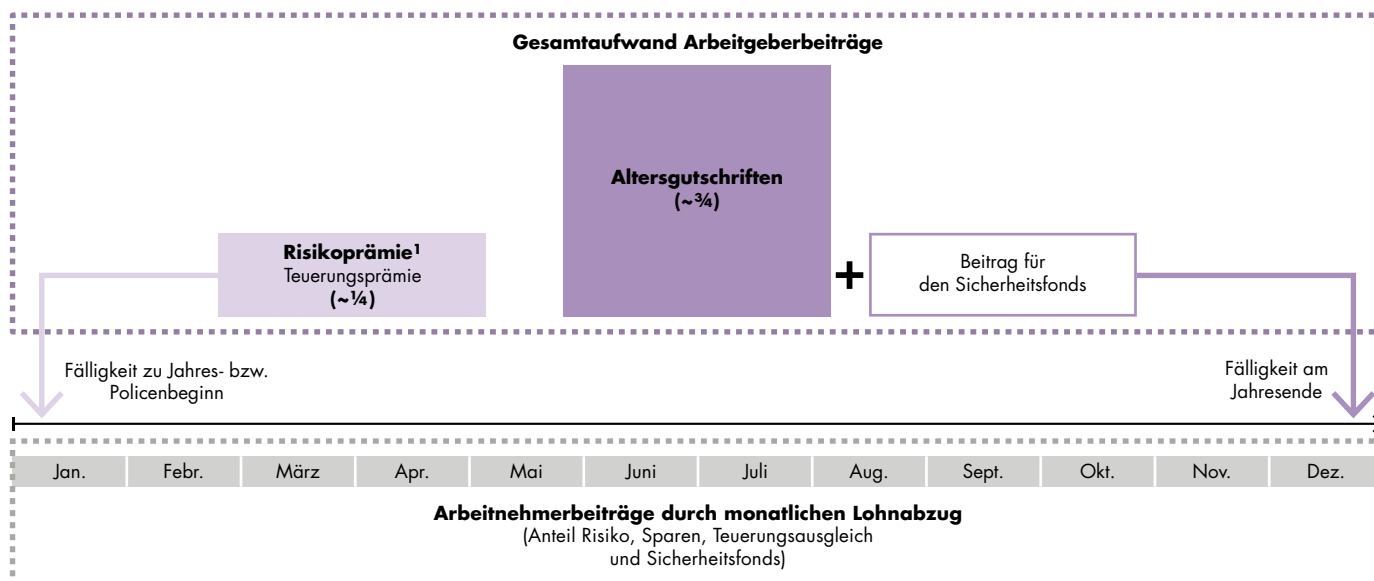 Gesamtaufwand Arbeitgeberbeiträge
Altersgutschriften
(~¾)
Risikoprämie¹
Teuerungsprämie
(~¼)
+
Beitrag für
den Sicherheitsfonds
Fälligkeit zu Jahres- bzw.
Policenbeginn
Fälligkeit am
Jahresende
Jan. Febr. März Apr. Mai Juni Juli Aug. Sept. Okt. Nov. Dez.
Arbeitnehmerbeiträge durch monatlichen Lohnabzug
(Anteil Risiko, Sparen, Teuerungsausgleich
und Sicherheitsfonds)